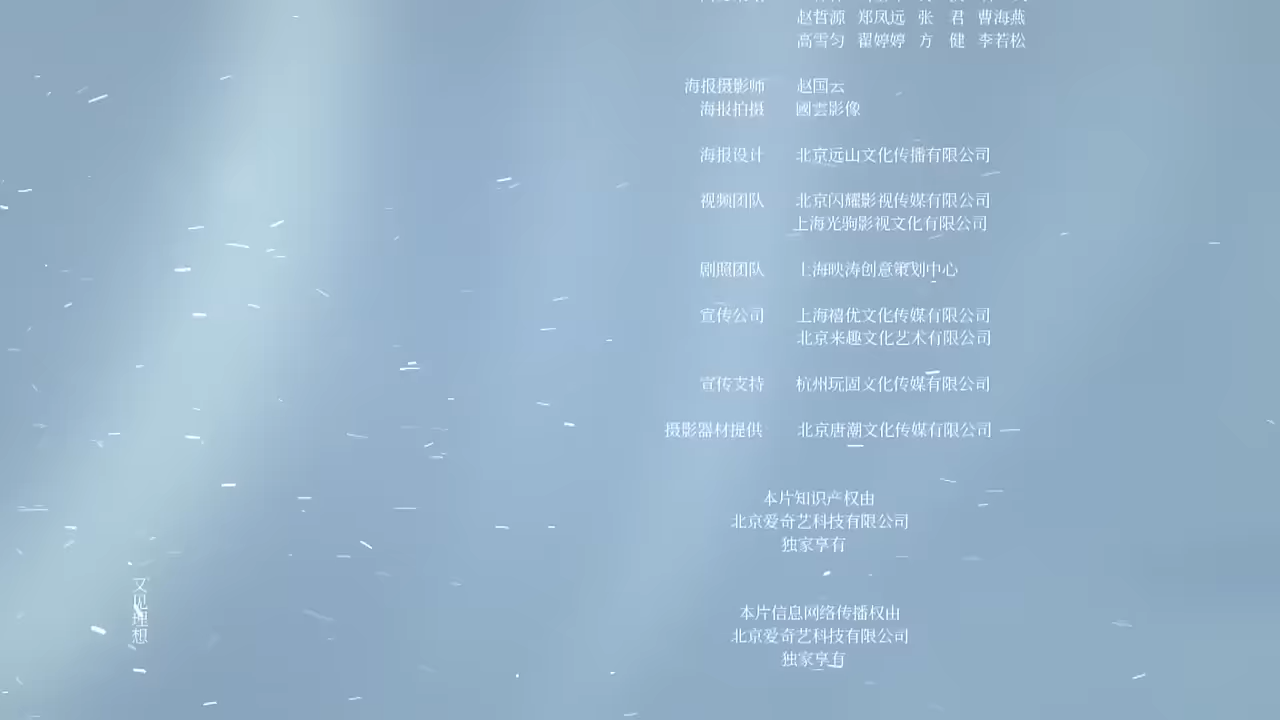 赵哲源 郑凤远 张 君 曹海燕
高雪匀 翟婷婷 方 健 李若松
海报摄影师 赵国云
海报拍摄 國雲影像
海报设计 北京远山文化传播有限公司
视频团队 北京闪耀影视传媒有限公司
上海光驹影视文化有限公司
剧照团队 上海映涛创意策划中心
宣传公司 上海禧优文化传媒有限公司
北京来趣文化艺术有限公司
宣传支持 杭州玩固文化传媒有限公司
摄影器材提供 北京唐潮文化传媒有限公司
本片知识产权由
北京爱奇艺科技有限公司
独家享有
本片信息网络传播权由
北京爱奇艺科技有限公司
独家享有
又见理想